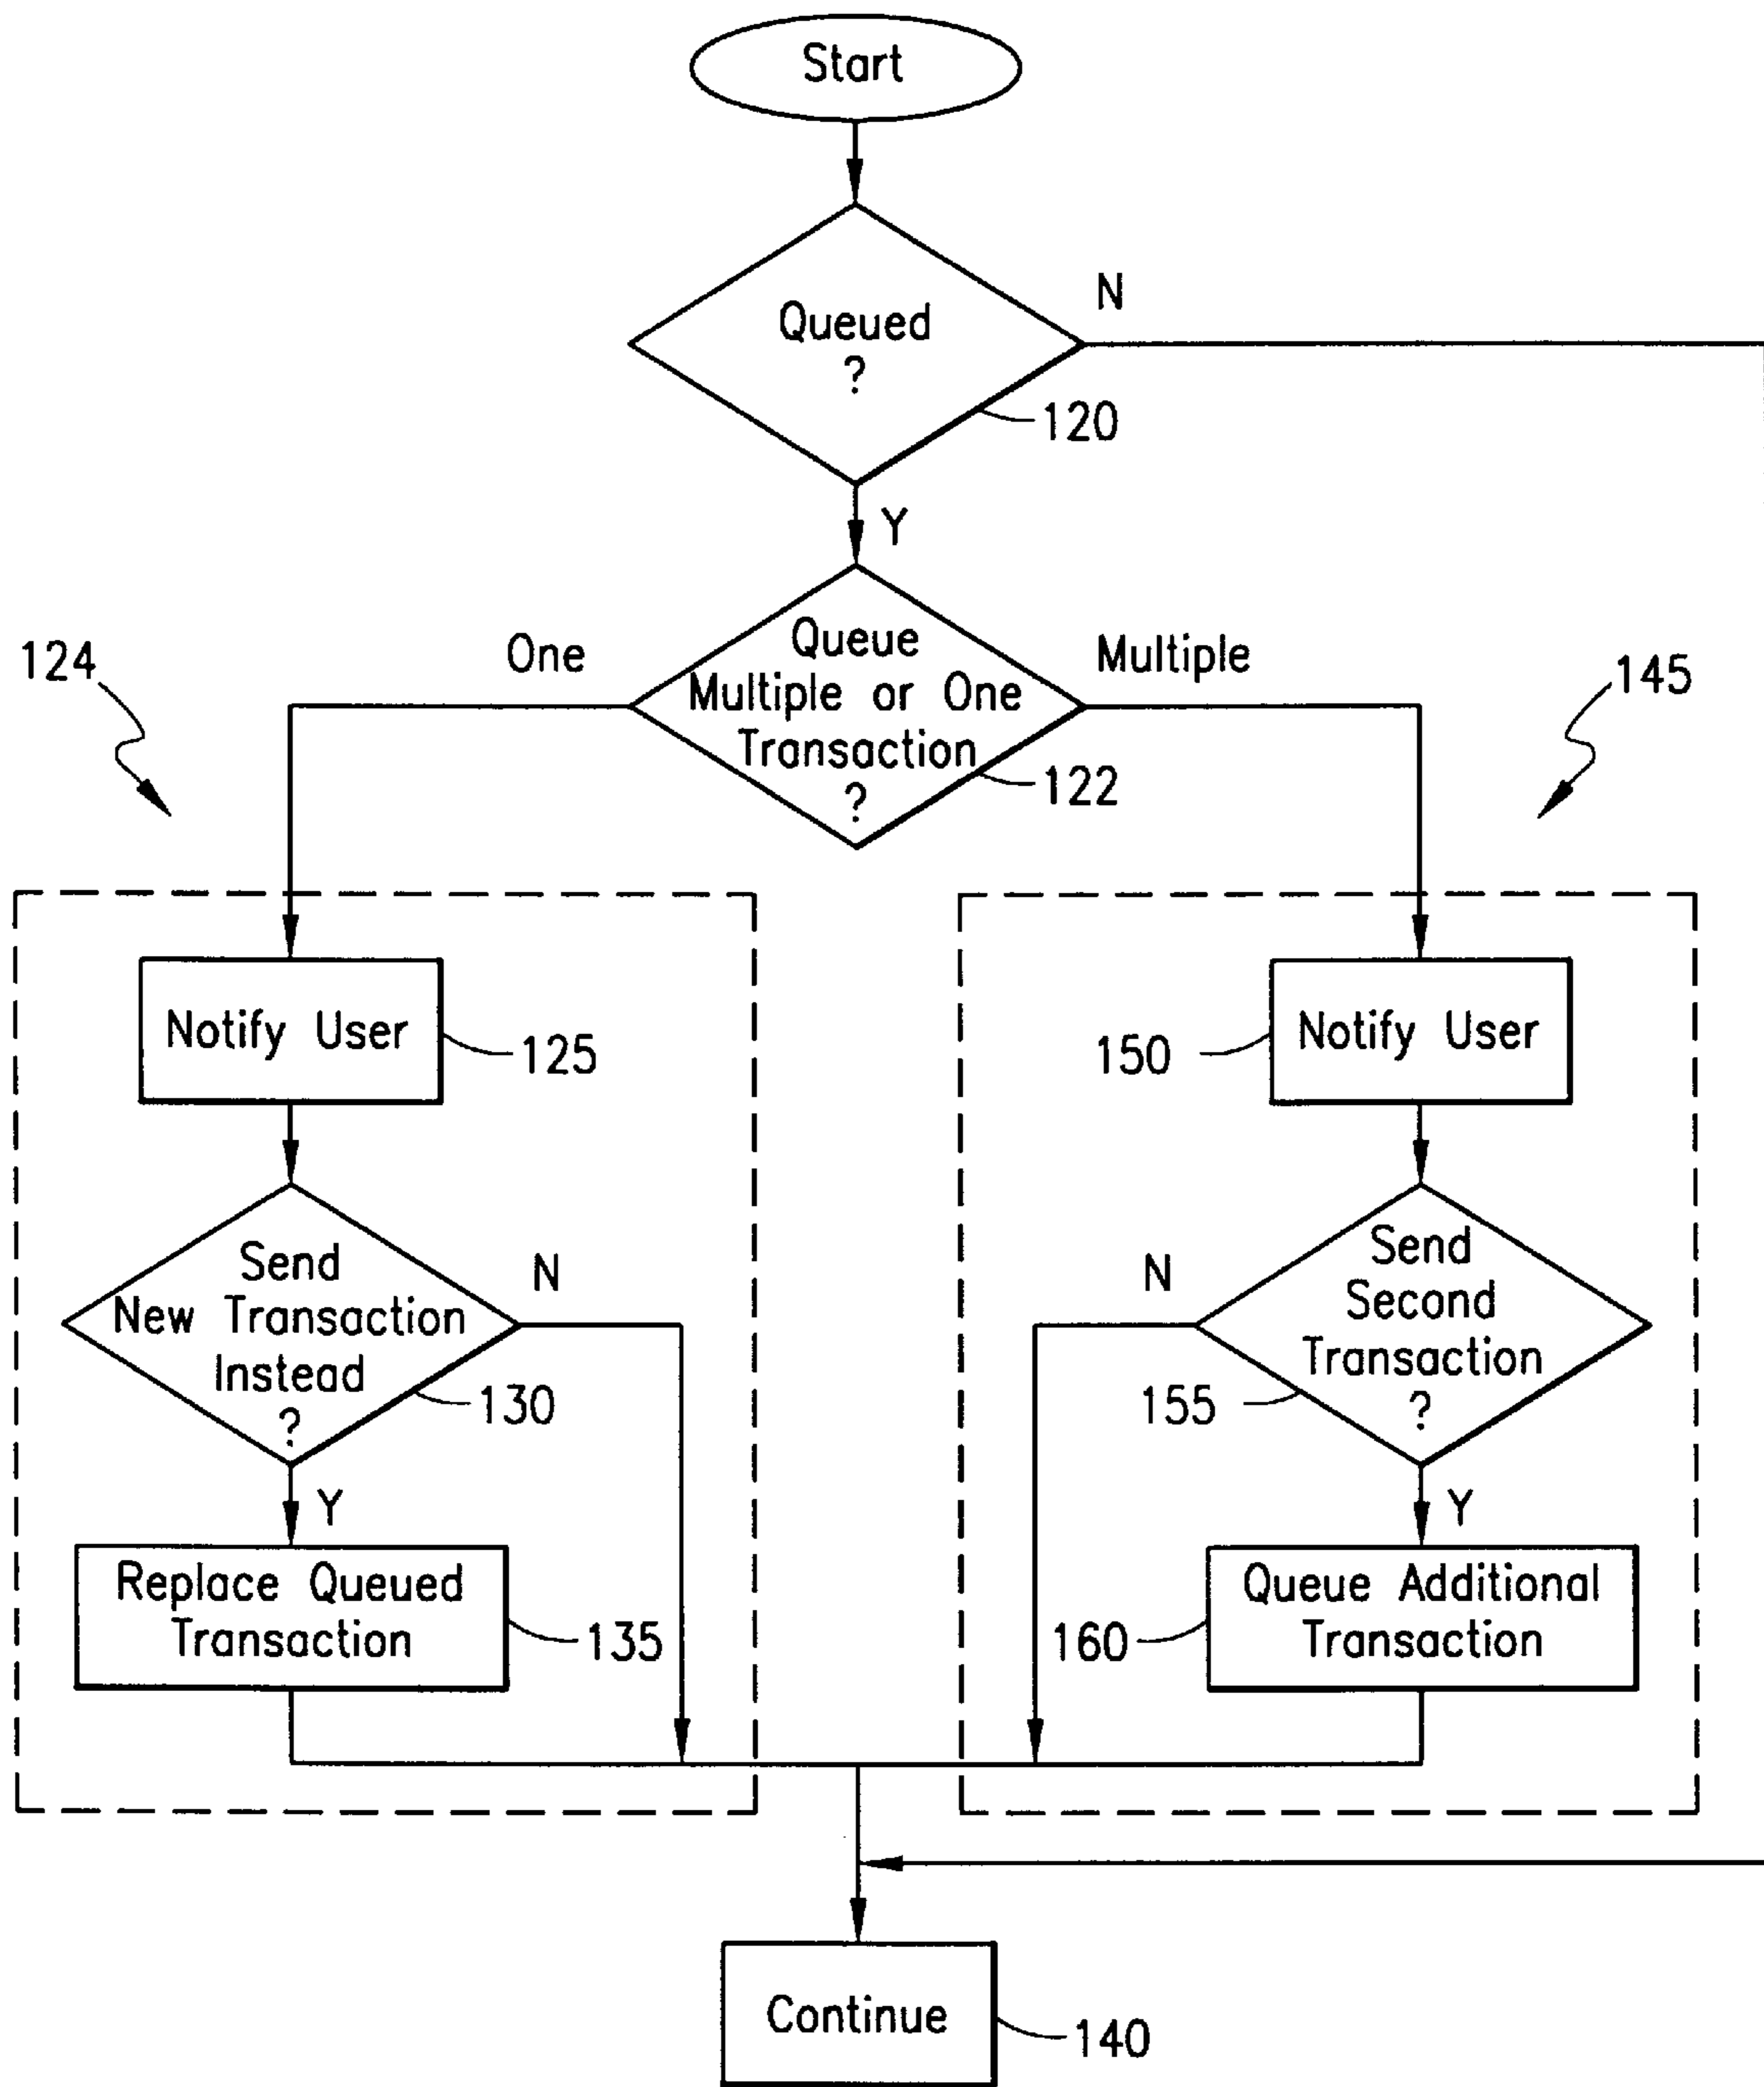 Start
Queued
?
N
120
Y
Queue
Multiple or One
Transaction
?
One
Multiple
122
124
145
Notify User
125
150
Notify User
Send
New Transaction
Instead
?
N
130
Y
N
Send
Second
Transaction
?
155
Y
Replace Queued
Transaction
135
160
Queue Additional
Transaction
Continue
140